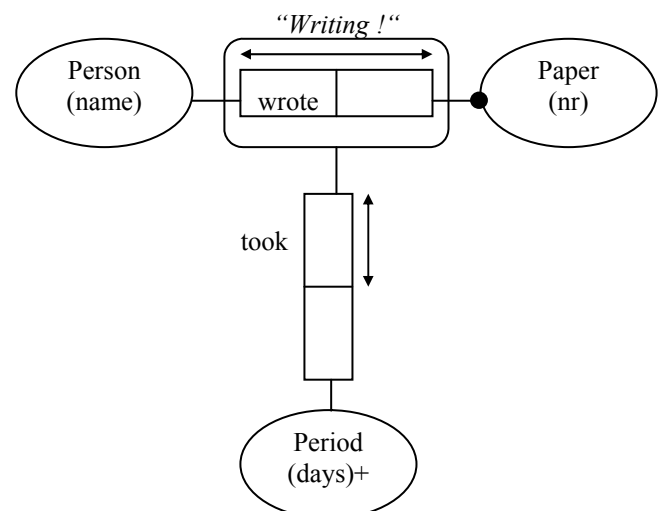 “Writing !“
Person
(name)
wrote
Paper
(nr)
took
Period
(days)+